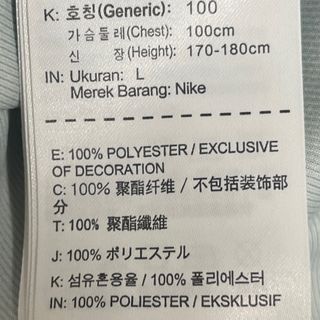 K: 호칭(Generic): 100
가 슴 둘 레(Chest): 100cm
신 장(Height): 170-180cm
IN: Ukuran: L
Merek Barang: Nike
E: 100% POLYESTER / EXCLUSIVE
OF DECORATION
C: 100% 聚酯纤维 / 不包括装饰部
分
T: 100% 聚酯纖維
J: 100% ポリエステル
K: 섬유혼용율 / 100% 폴리에스터
IN: 100% POLIESTER / EKSKLUSIF